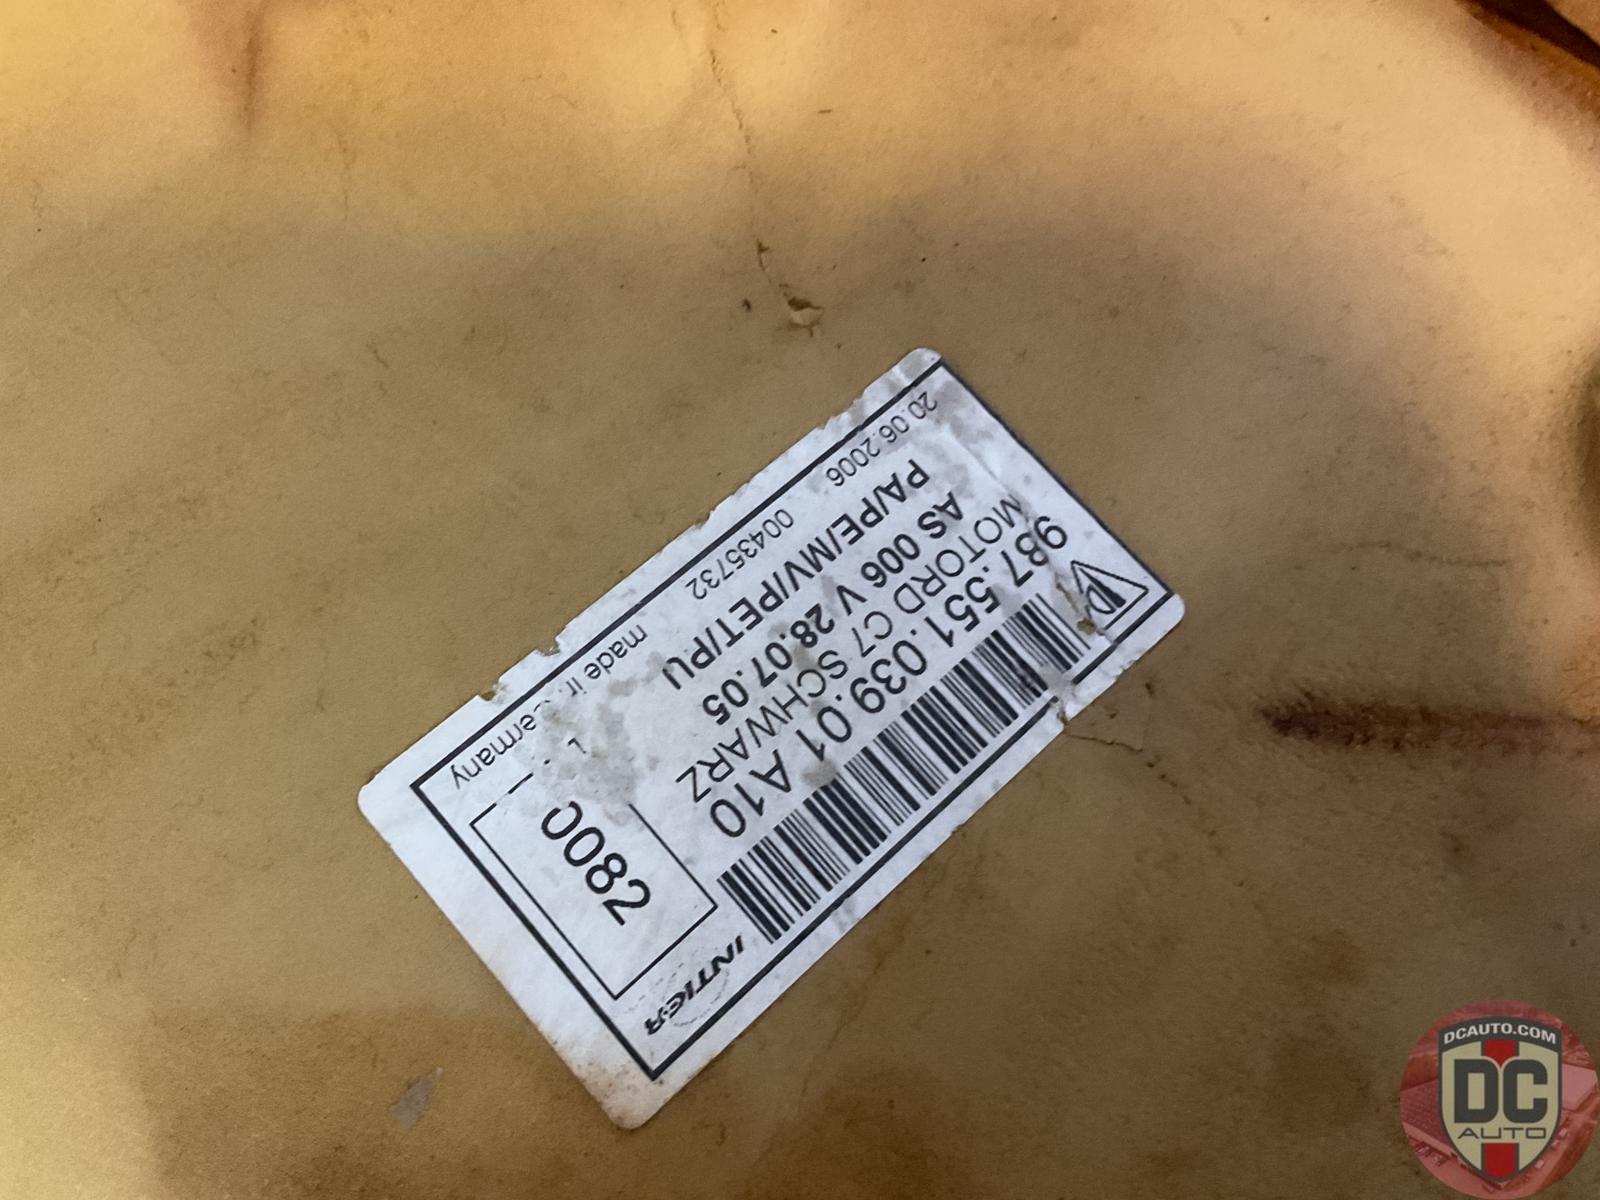 987.551.039.01 A10
MOTORD C7 SCHWARZ
AS 006 V 28.07.05
PA/PE/MV/PET/PU
20.06.2006 00435732 made in Germany
INTIER
DCAUTO.COM
DC
AUTO